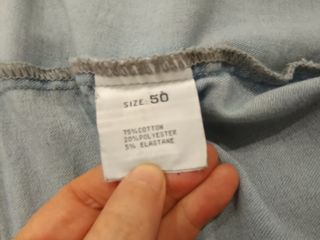 SIZE: 50
75% COTTON
20% POLYESTER
5% ELASTANE